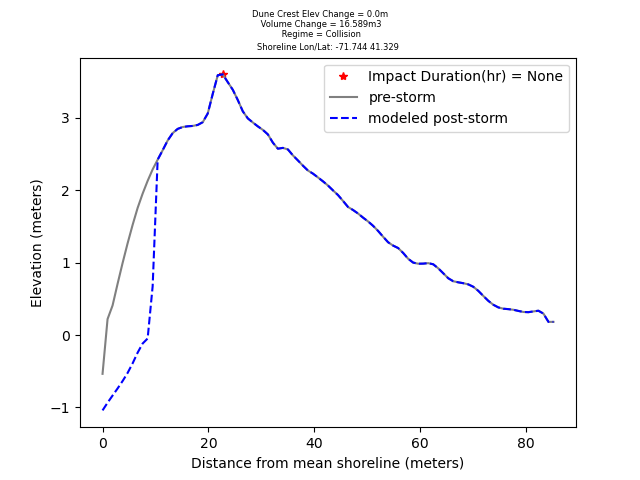 Dune Crest Elev Change = 0.0m
Volume Change = 16.589m3
Regime = Collision
Shoreline Lon/Lat: -71.744 41.329
Impact Duration(hr) = None
pre-storm
modeled post-storm
3
2
1
0
−1
Elevation (meters)
0 20 40 60 80
Distance from mean shoreline (meters)